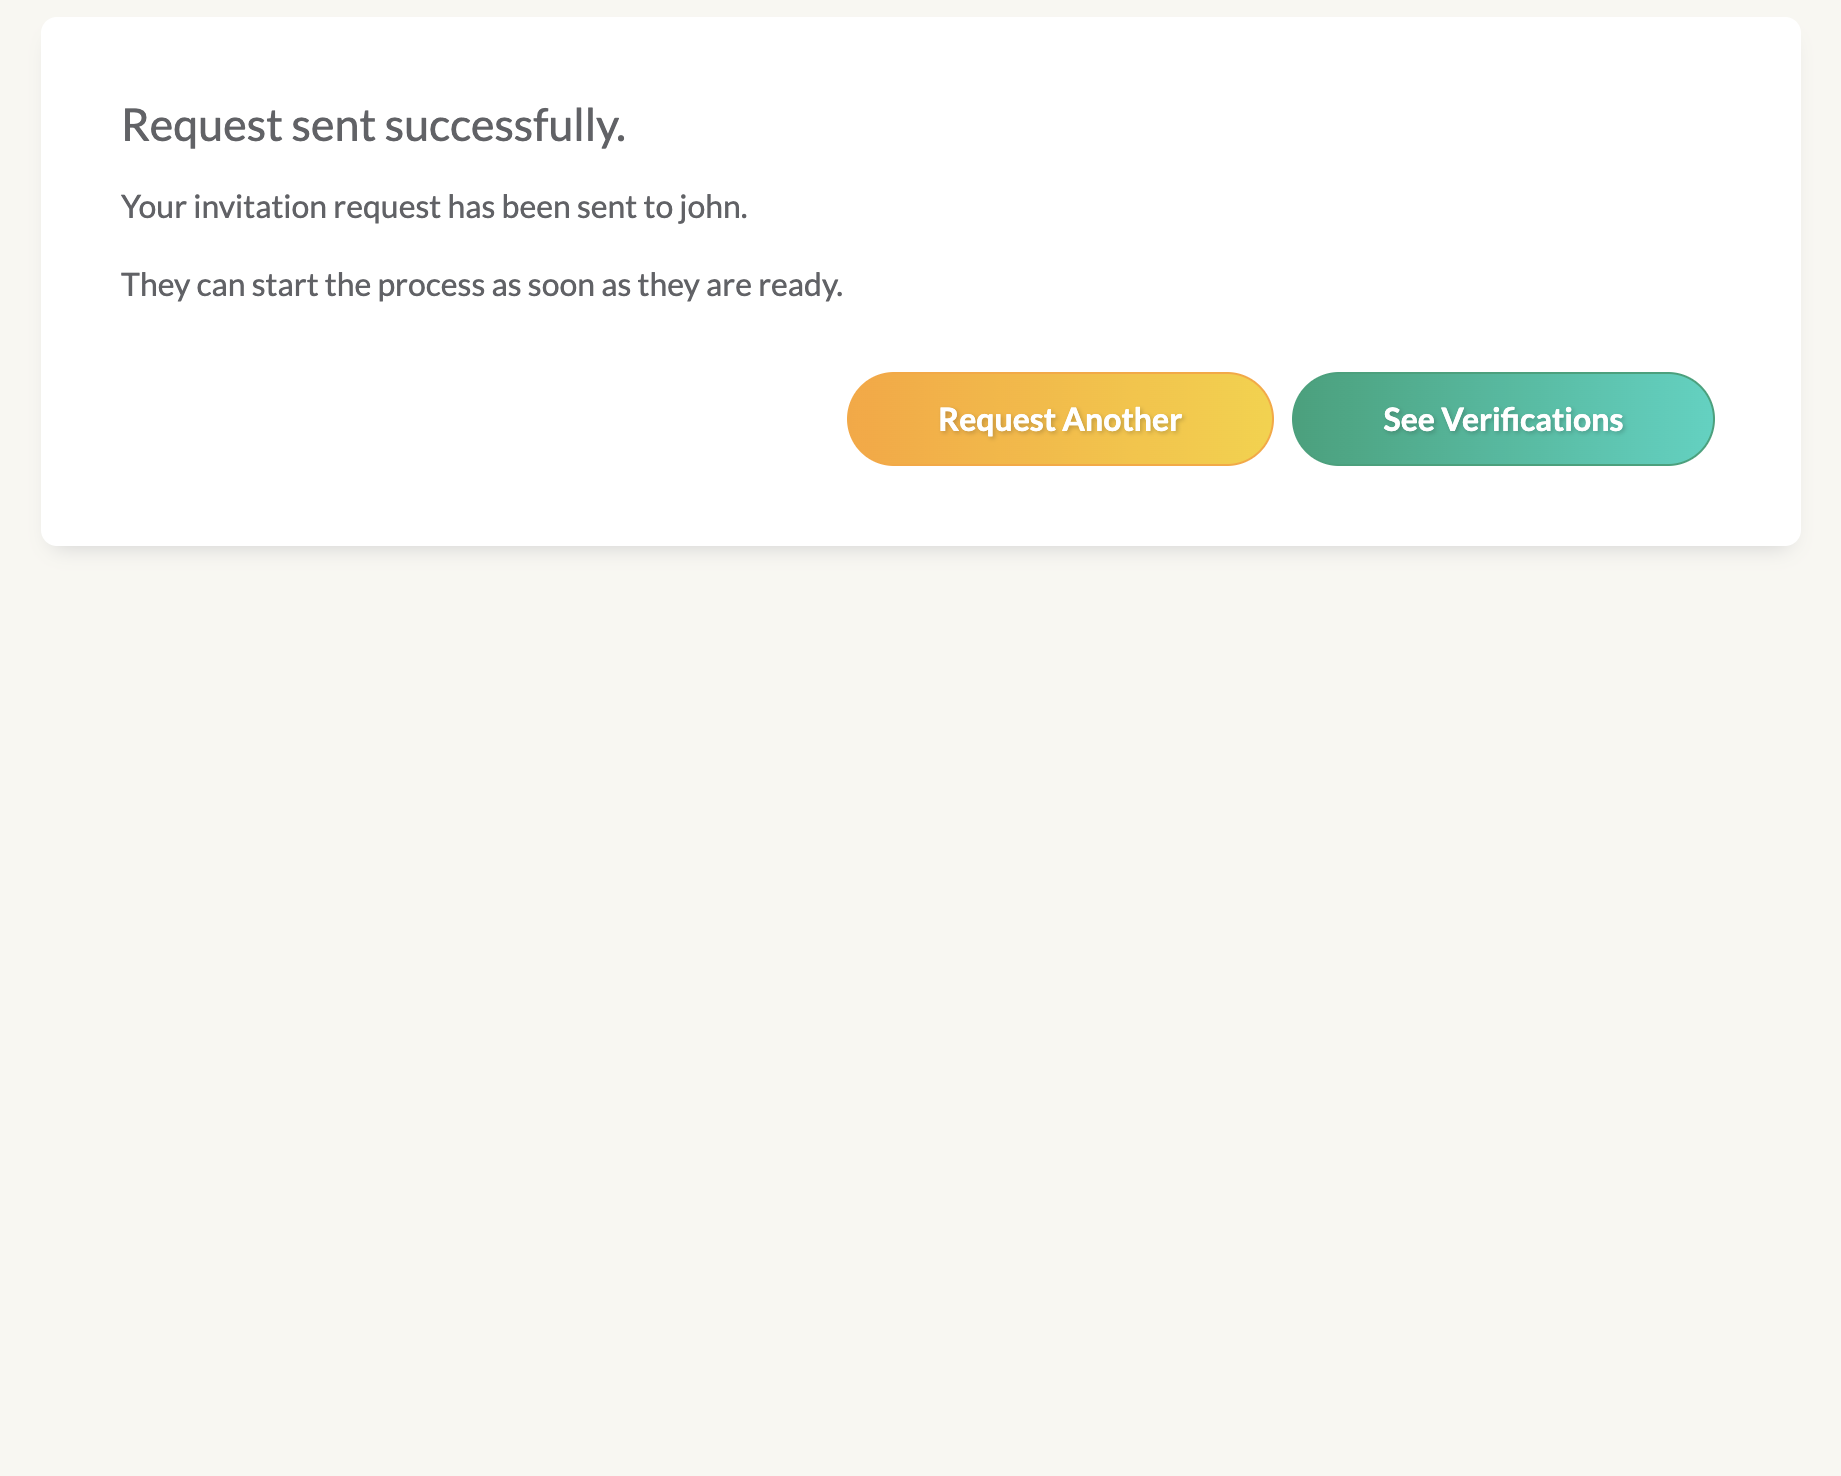 Request sent successfully.
Your invitation request has been sent to john.
They can start the process as soon as they are ready.
Request Another
See Verifications